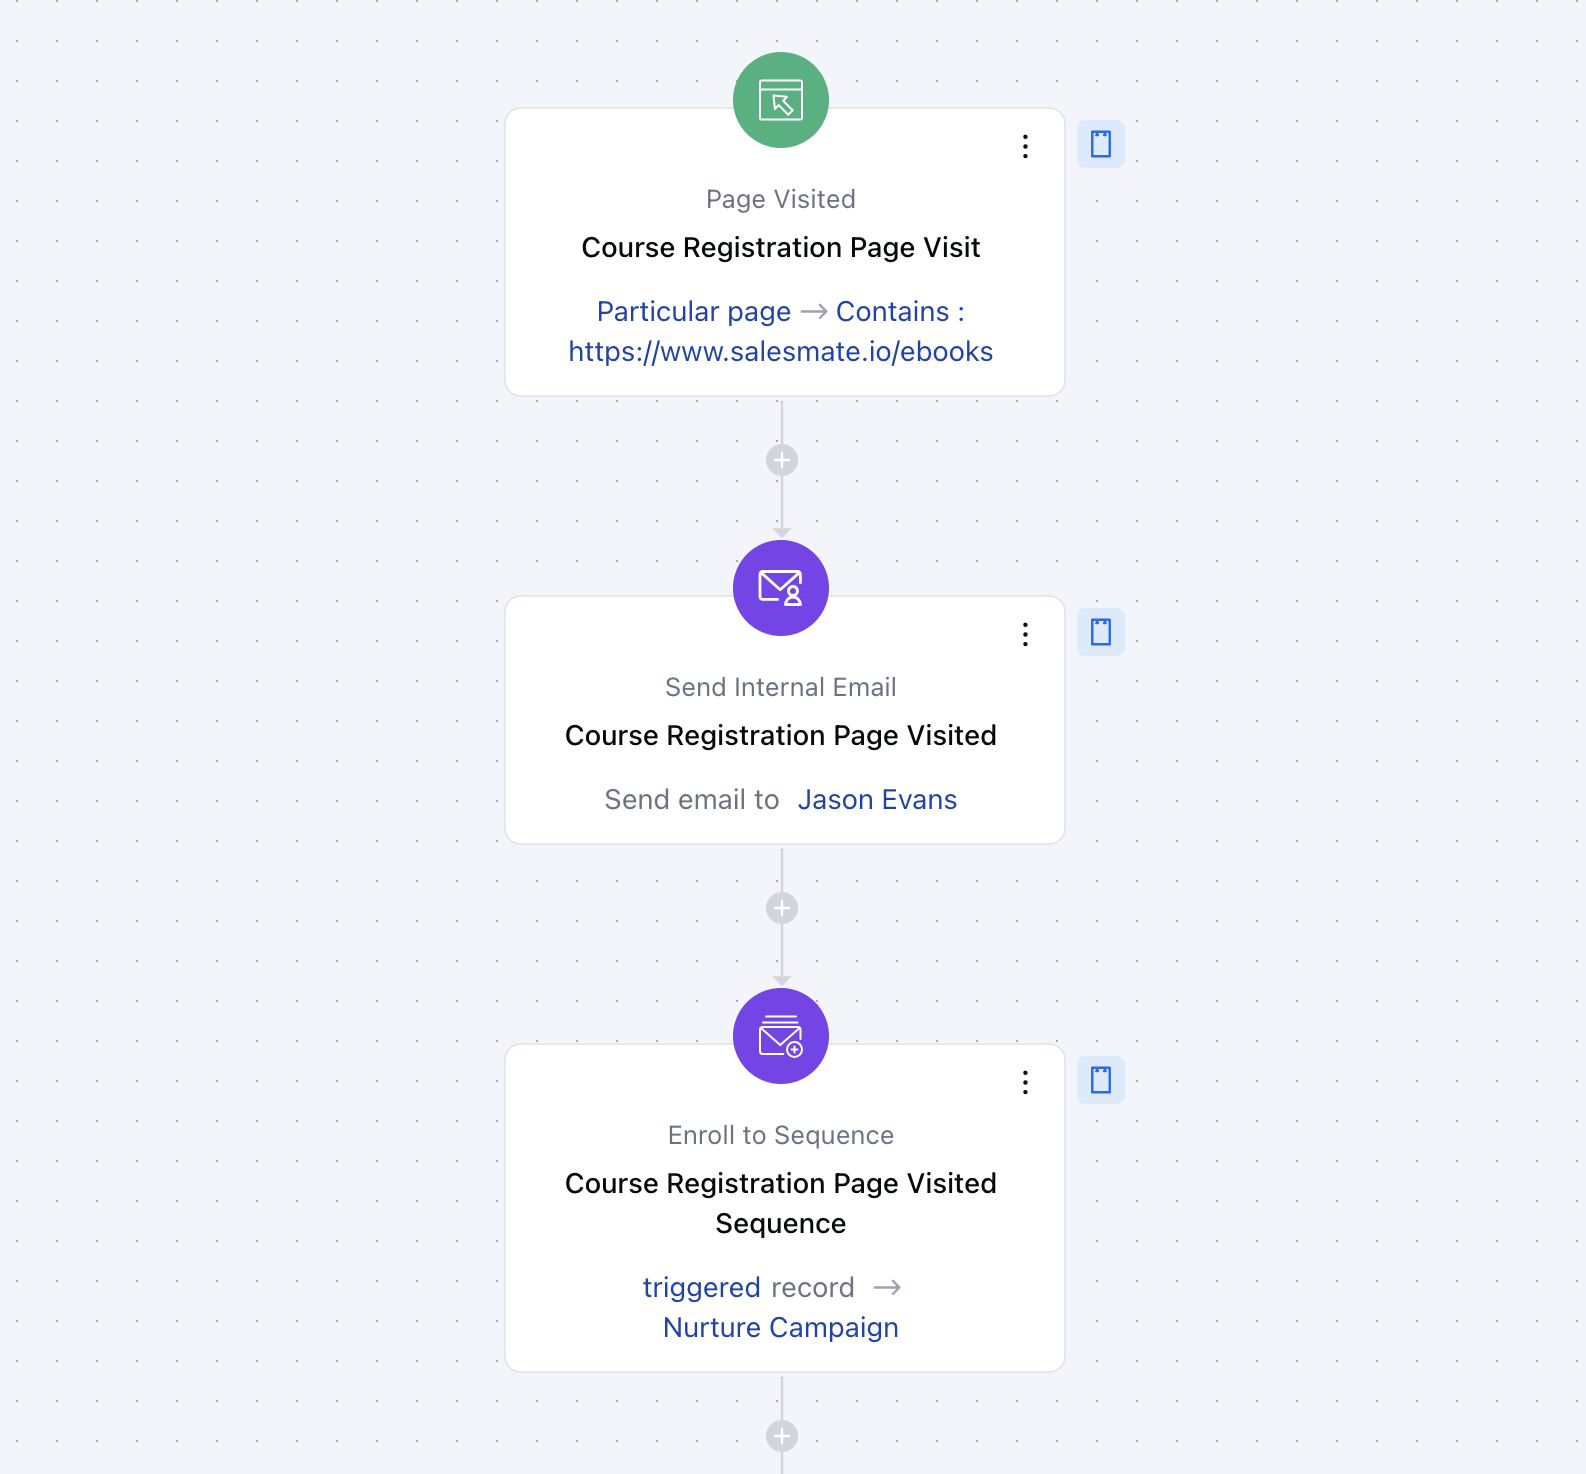 Page Visited
Course Registration Page Visit
Particular page → Contains :
https://www.salesmate.io/ebooks
Send Internal Email
Course Registration Page Visited
Send email to Jason Evans
Enroll to Sequence
Course Registration Page Visited
Sequence
triggered record →
Nurture Campaign